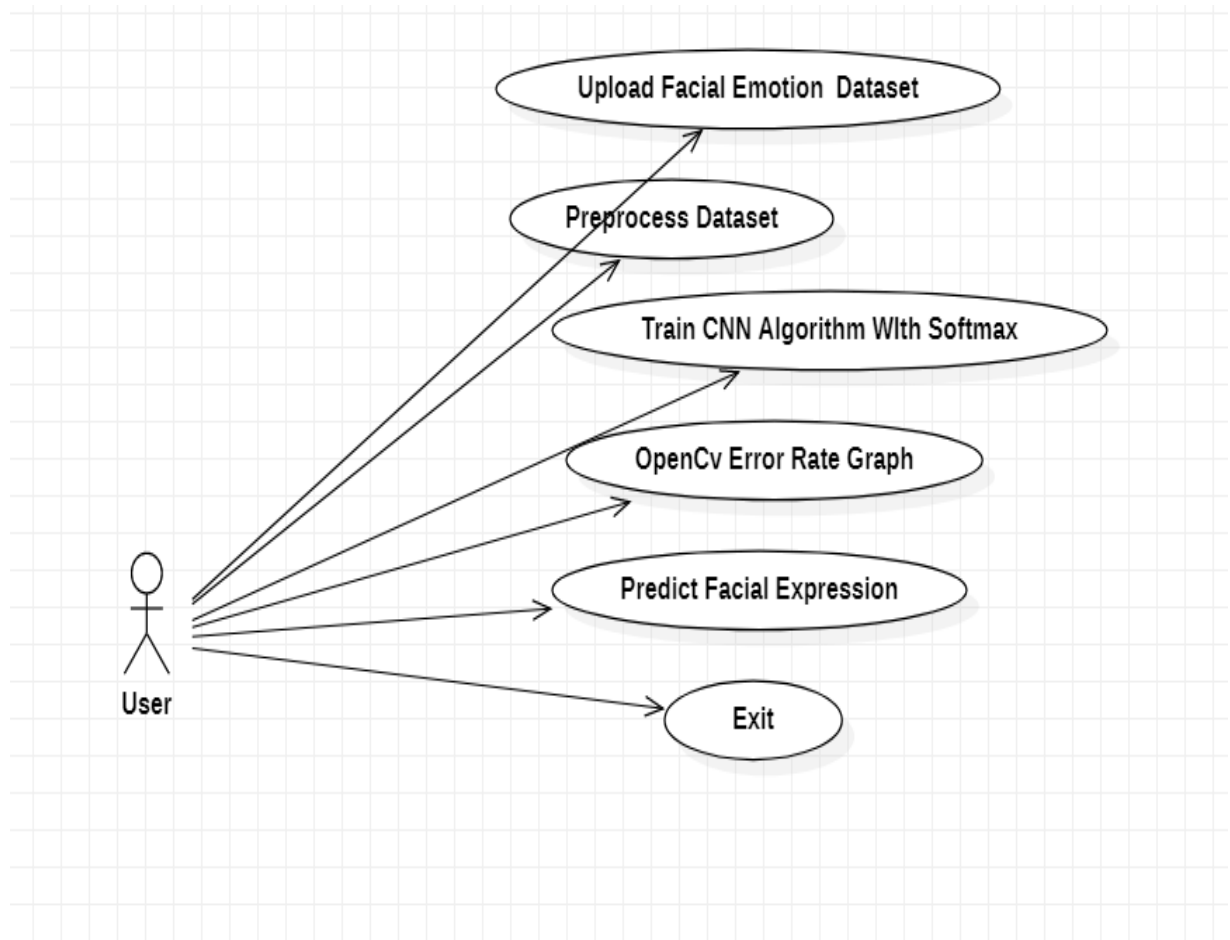 Upload Facial Emotion  Dataset
Preprocess Dataset
Train CNN Algorithm WIth Softmax
OpenCv Error Rate Graph
Predict Facial Expression
User
Exit